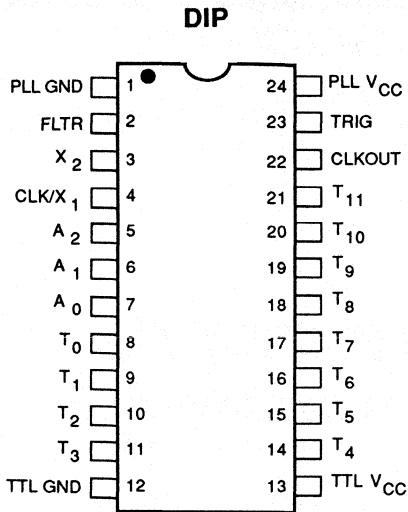 DIP
PLL GND 1 24 PLL VCC
FLTR 2 23 TRIG
X2 3 22 CLKOUT
CLK/X1 4 21 T11
A2 5 20 T10
A1 6 19 T9
A0 7 18 T8
T0 8 17 T7
T1 9 16 T6
T2 10 15 T5
T3 11 14 T4
TTL GND 12 13 TTL VCC